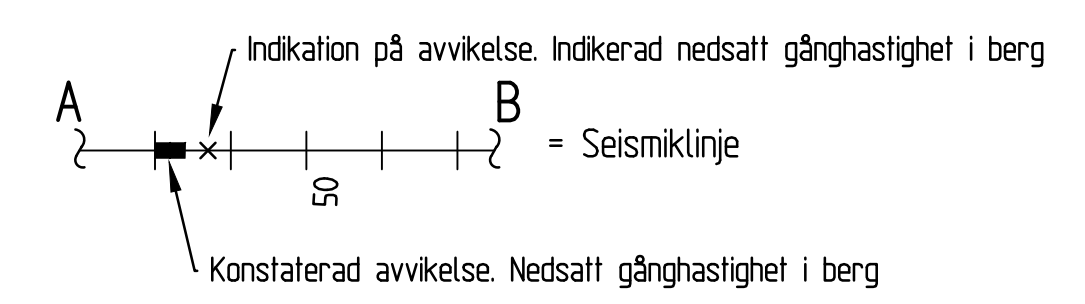 Indikation på avvikelse. Indikerad nedsatt gånghastighet i berg
A B
= Seismiklinje
50
Konstaterad avvikelse. Nedsatt gånghastighet i berg